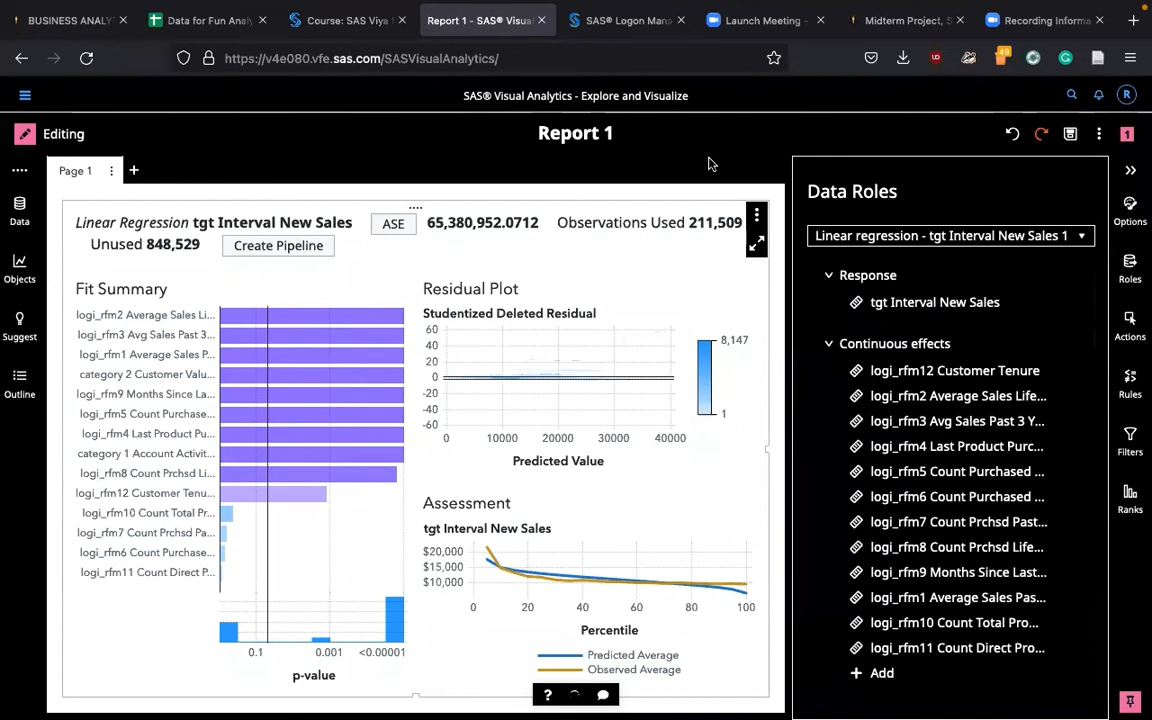 BUSINESS ANALY
Data for Fun Anal
Course: SAS Viya
Report 1 - SAS® Visua
SAS® Logon Man
Launch Meeting -
Midterm Project, S
Recording Informa
https://v4e080.vfe.sas.com/SASVisualAnalytics/
49
SAS® Visual Analytics - Explore and Visualize
R
Editing
Report 1
1
Page 1
Data
Objects
Suggest
Outline
Linear Regression tgt Interval New Sales ASE 65,380,952.0712 Observations Used 211,509
Unused 848,529 Create Pipeline
Fit Summary
logi_rfm2 Average Sales Li...
logi_rfm3 Avg Sales Past 3...
logi_rfm1 Average Sales P...
category 2 Customer Valu...
logi_rfm9 Months Since La...
logi_rfm5 Count Purchase...
logi_rfm4 Last Product Pu...
category 1 Account Activit...
logi_rfm8 Count Prchsd Li...
logi_rfm12 Customer Tenu...
logi_rfm10 Count Total Pr...
logi_rfm7 Count Prchsd Pa...
logi_rfm6 Count Purchase...
logi_rfm11 Count Direct P...
0.1 0.001 <0.00001
p-value
Residual Plot
Studentized Deleted Residual
60
40
20
0
-20
-40
-60
0 10000 20000 30000 40000
Predicted Value
8,147
1
Assessment
tgt Interval New Sales
$20,000
$15,000
$10,000
0 20 40 60 80 100
Percentile
Predicted Average
Observed Average
?
Data Roles
Linear regression - tgt Interval New Sales 1
Response
tgt Interval New Sales
Continuous effects
logi_rfm12 Customer Tenure
logi_rfm2 Average Sales Life...
logi_rfm3 Avg Sales Past 3 Y...
logi_rfm4 Last Product Purc...
logi_rfm5 Count Purchased ...
logi_rfm6 Count Purchased ...
logi_rfm7 Count Prchsd Past...
logi_rfm8 Count Prchsd Life...
logi_rfm9 Months Since Last...
logi_rfm1 Average Sales Pas...
logi_rfm10 Count Total Pro...
logi_rfm11 Count Direct Pro...
Add
Options
Roles
Actions
Rules
Filters
Ranks